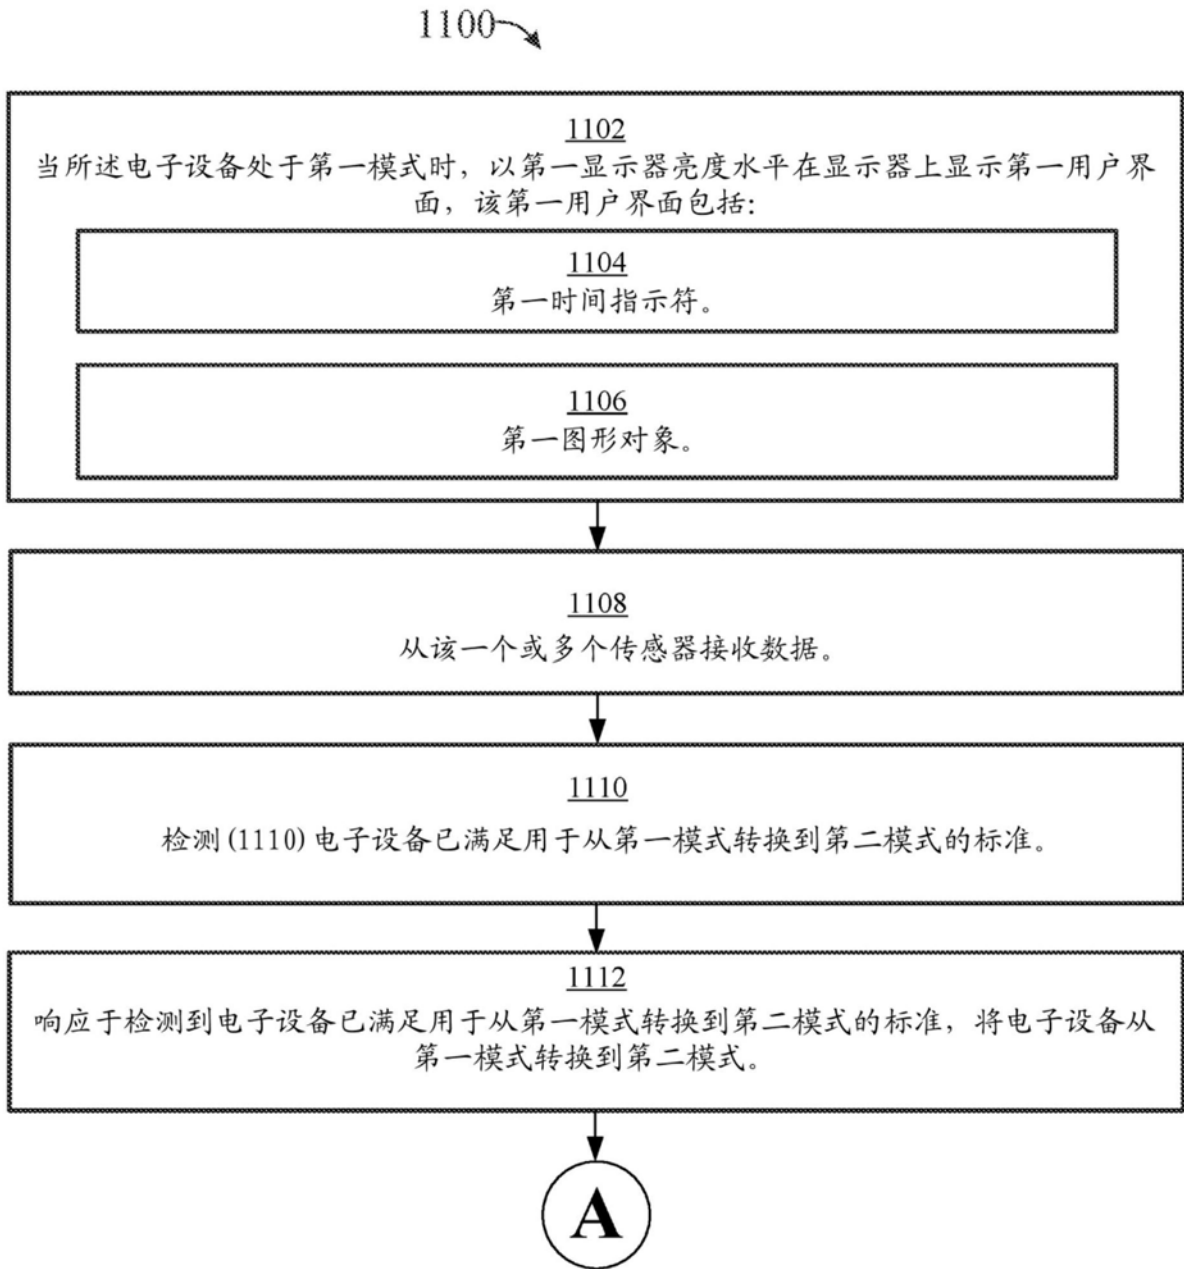 1100
1102
当所述电子设备处于第一模式时，以第一显示器亮度水平在显示器上显示第一用户界
面，该第一用户界面包括：
1104
第一时间指示符。
1106
第一图形对象。
1108
从该一个或多个传感器接收数据。
1110
检测(1110)电子设备已满足用于从第一模式转换到第二模式的标准。
1112
响应于检测到电子设备已满足用于从第一模式转换到第二模式的标准，将电子设备从
第一模式转换到第二模式。
A